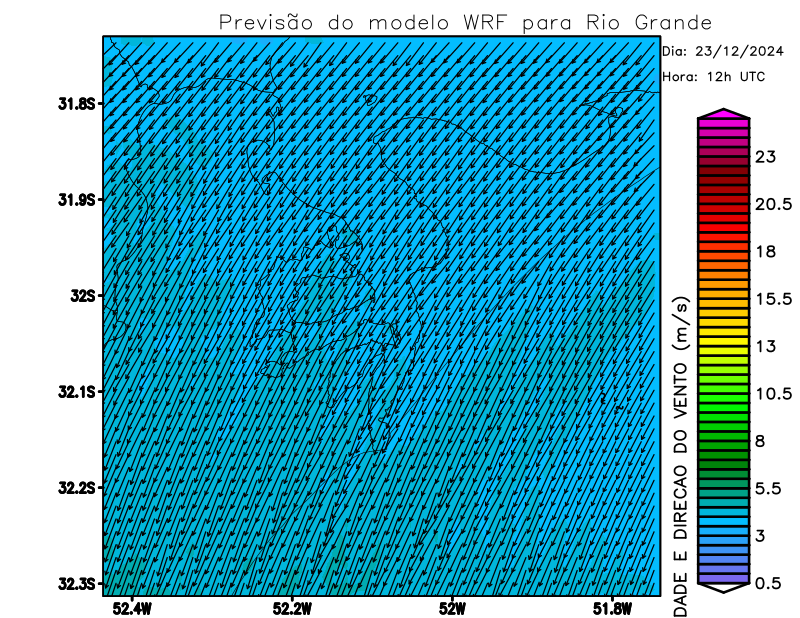 Previsão do modelo WRF para Rio Grande
Dia: 23/12/2024
Hora: 12h UTC
31.8S
31.9S
32S
32.1S
32.2S
32.3S
52.4W
52.2W
52W
51.8W
23
20.5
18
15.5
13
10.5
8
5.5
3
0.5
DADE E DIRECAO DO VENTO (m/s)